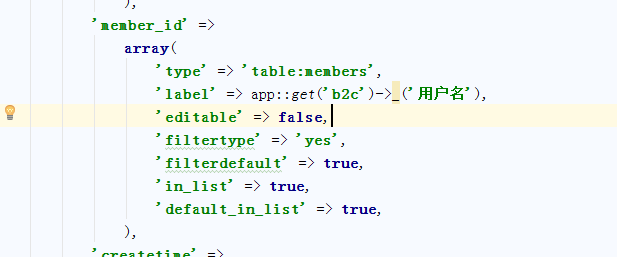 ),
'member_id' =>
array(
'type' => 'table:members',
'label' => app::get('b2c')->_('用户名'),
'editable' => false,
'filtertype' => 'yes',
'filterdefault' => true,
'in_list' => true,
'default_in_list' => true,
),
'createtime' =>